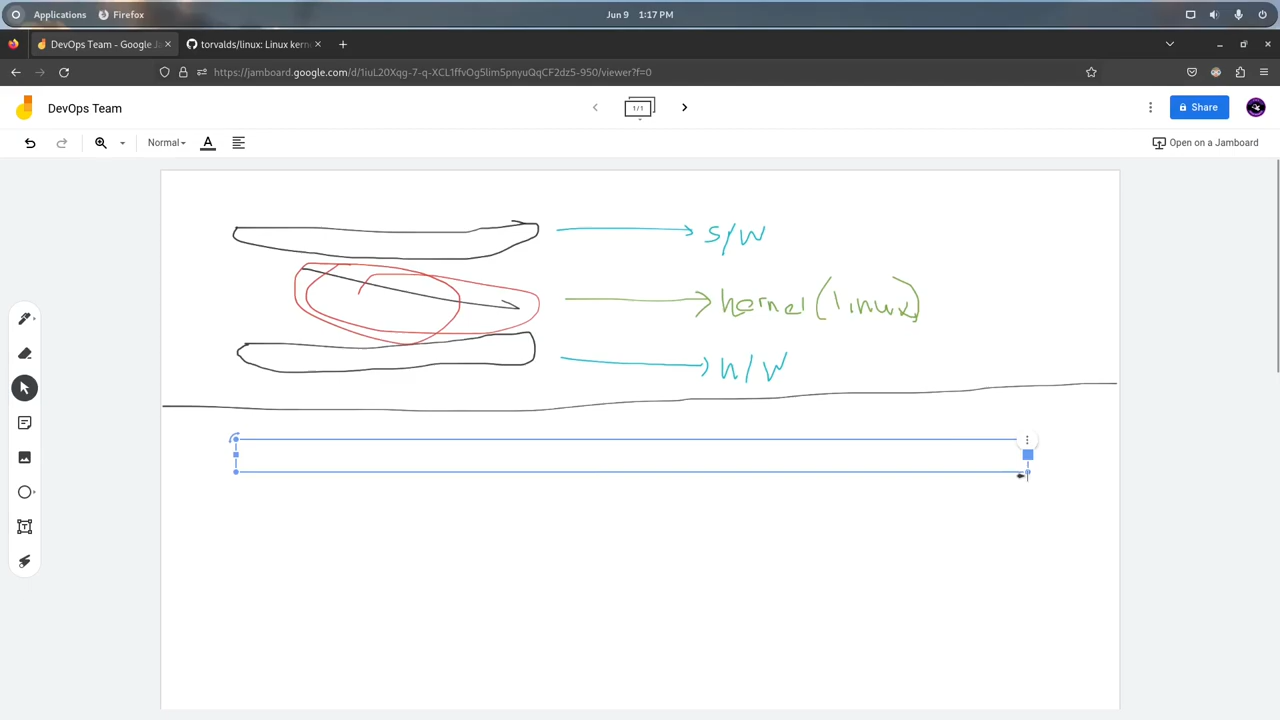 Applications Firefox Jun 9 1:17 PM
DevOps Team - Google Ja torvalds/linux: Linux kerne
https://jamboard.google.com/d/1iuL20Xqg-7-q-XCL1ffvOg5lim5pnyuQqCF2dz5-950/viewer?f=0
DevOps Team 1/1 Share
Normal A Open on a Jamboard
S/W
kernel (linux)
h/W